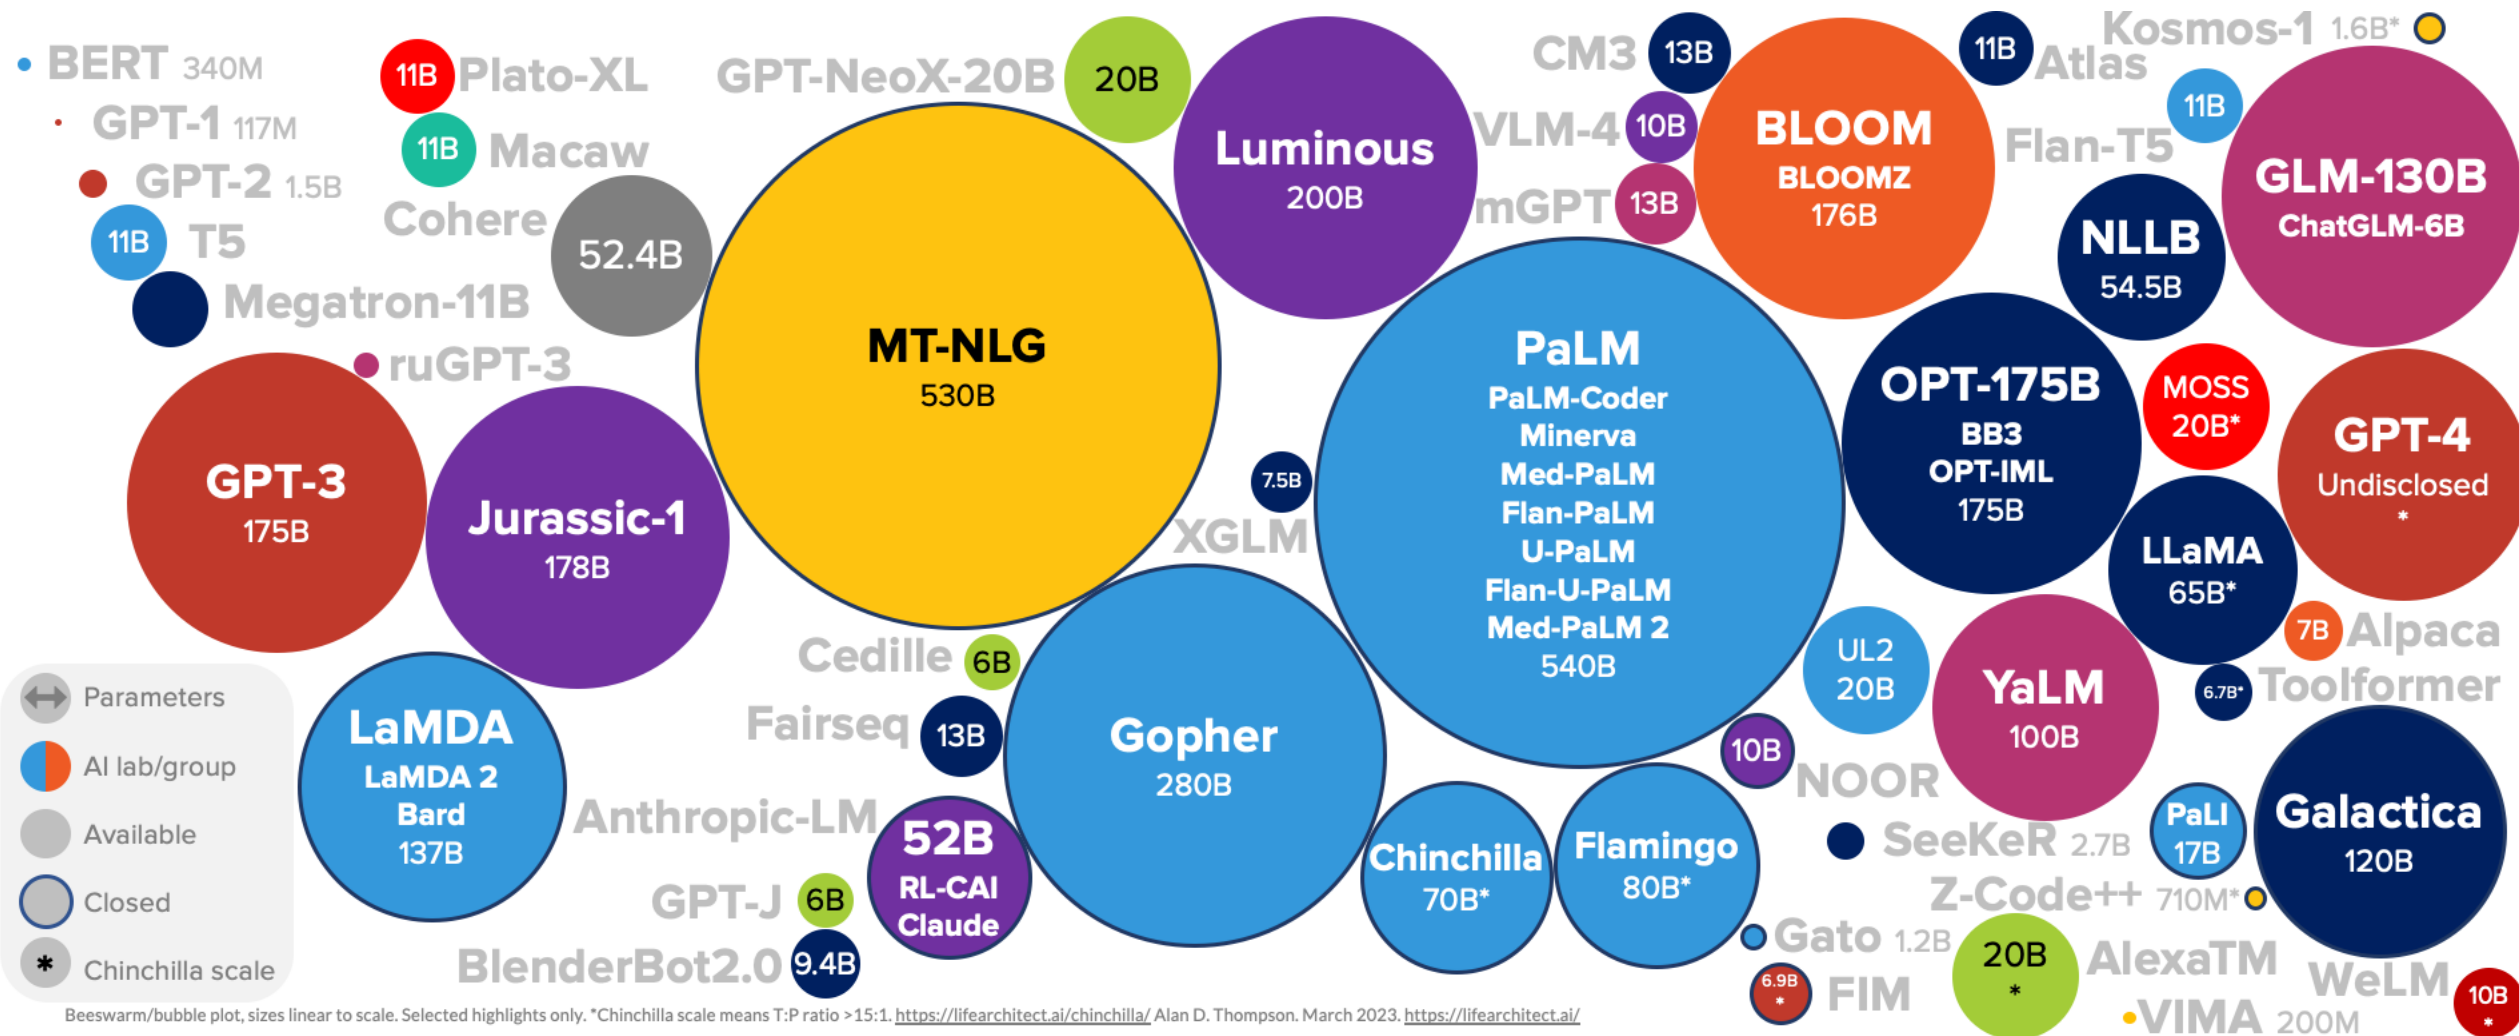 BERT 340M
GPT-1 117M
GPT-2 1.5B
11B T5
Megatron-11B
ruGPT-3
11B Plato-XL
11B Macaw
Cohere 52.4B
GPT-3
175B
Jurassic-1
178B
GPT-NeoX-20B 20B
MT-NLG
530B
Luminous
200B
CM3 13B
VLM-4 10B
mGPT 13B
BLOOM
BLOOMZ
176B
11B Atlas
Kosmos-1 1.6B*
11B
Flan-T5
GLM-130B
ChatGLM-6B
NLLB
54.5B
PaLM
PaLM-Coder
Minerva
Med-PaLM
Flan-PaLM
U-PaLM
Flan-U-PaLM
Med-PaLM 2
540B
7.5B
XGLM
OPT-175B
BB3
OPT-IML
175B
MOSS
20B*
GPT-4
Undisclosed
*
LLaMA
65B*
7B Alpaca
6.7B* Toolformer
UL2
20B
YaLM
100B
LaMDA
LaMDA 2
Bard
137B
Cedille 6B
Fairseq 13B
Gopher
280B
Anthropic-LM
52B
RL-CAI
Claude
GPT-J 6B
BlenderBot2.0 9.4B
Chinchilla
70B*
Flamingo
80B*
10B
NOOR
SeeKeR 2.7B
PaLI
17B
Galactica
120B
Z-Code++ 710M*
Gato 1.2B
6.9B
*
FIM
20B
*
AlexaTM
WeLM
10B
*
VIMA 200M
Parameters
AI lab/group
Available
Closed
* Chinchilla scale
Beeswarm/bubble plot, sizes linear to scale. Selected highlights only. *Chinchilla scale means T:P ratio >15:1. https://lifearchitect.ai/chinchilla/ Alan D. Thompson. March 2023. https://lifearchitect.ai/